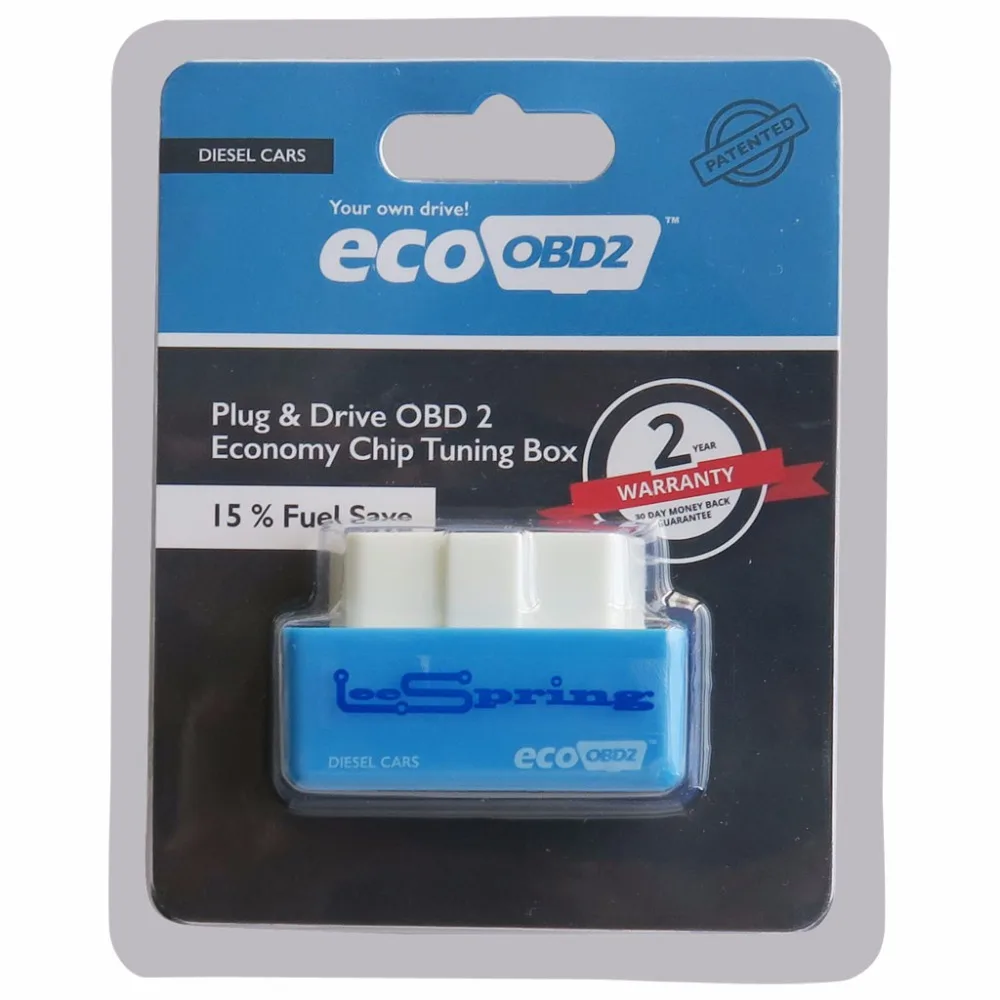 DIESEL CARS
PATENTED
Your own drive!
eco OBD2 ™
Plug & Drive OBD 2
Economy Chip Tuning Box
2 YEAR
WARRANTY
30 DAY MONEY BACK
GUARANTEE
15 % Fuel Save
LeeSpring
DIESEL CARS
eco OBD2 ™